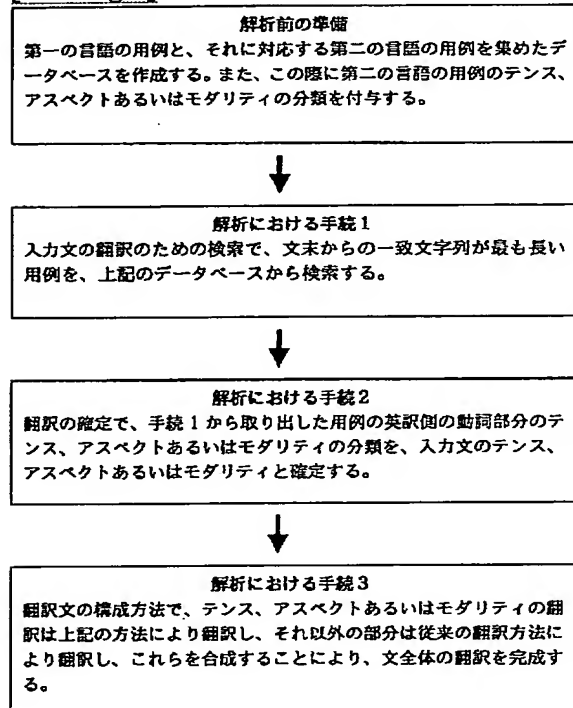 解析前の準備
第一の言語の用例と、それに対応する第二の言語の用例を集めたデ
ータベースを作成する。また、この際に第二の言語の用例のテンス、
アスペクトあるいはモダリティの分類を付与する。
解析における手続1
入力文の翻訳のための検索で、文末からの一致文字列が最も長い
用例を、上記のデータベースから検索する。
解析における手続2
翻訳の確定で、手続1から取り出した用例の英訳側の動詞部分のテ
ンス、アスペクトあるいはモダリティの分類を、入力文のテンス、
アスペクトあるいはモダリティと確定する。
解析における手続3
翻訳文の構成方法で、テンス、アスペクトあるいはモダリティの翻
訳は上記の方法により翻訳し、それ以外の部分は従来の翻訳方法に
より翻訳し、これらを合成することにより、文全体の翻訳を完成す
る。